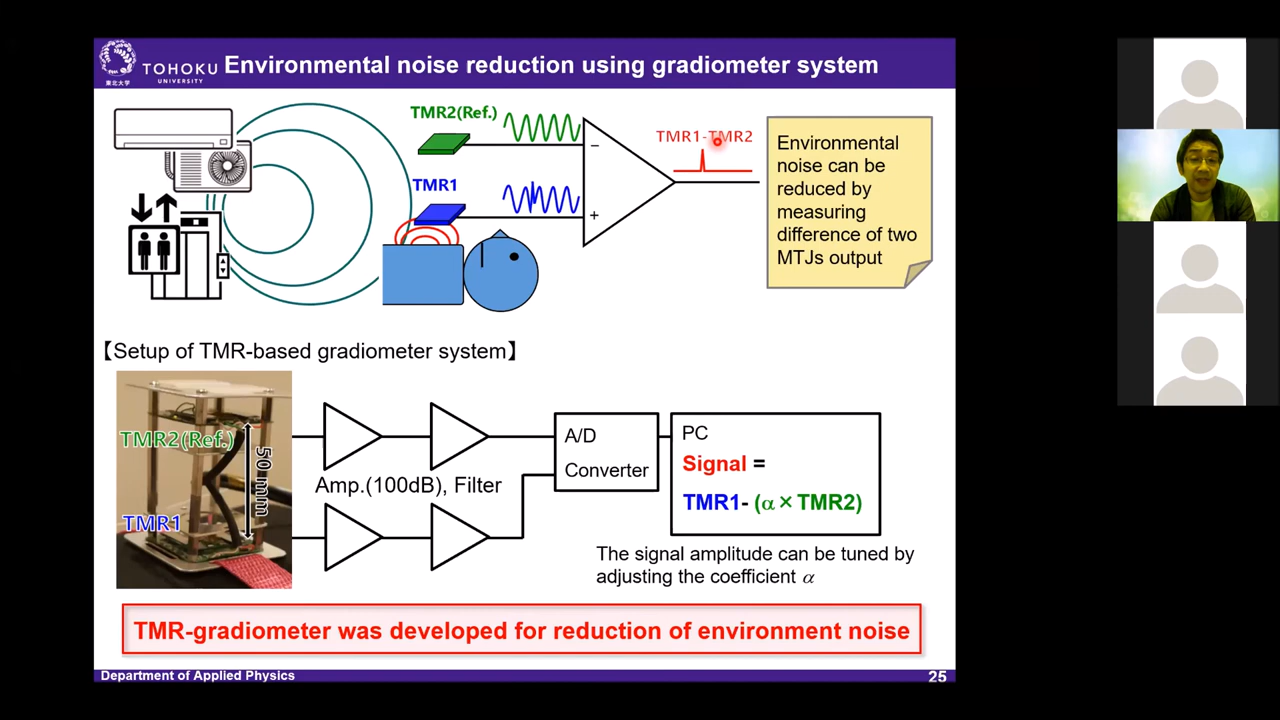 TOHOKU
UNIVERSITY
東北大学
Environmental noise reduction using gradiometer system
TMR2(Ref.)
TMR1
TMR1-TMR2
Environmental
noise can be
reduced by
measuring
difference of two
MTJs output
【Setup of TMR-based gradiometer system】
TMR2(Ref.)
50 mm
TMR1
Amp.(100dB), Filter
A/D
Converter
PC
Signal =
TMR1- (α × TMR2)
The signal amplitude can be tuned by
adjusting the coefficient α
TMR-gradiometer was developed for reduction of environment noise
Department of Applied Physics
25